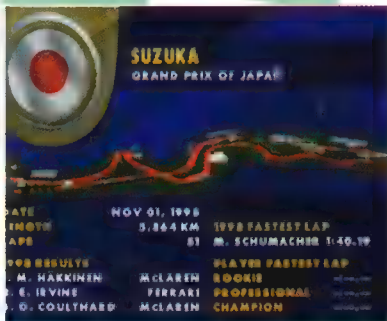 SUZUKA
GRAND PRIX OF JAPAN
DATE NOV 01, 1998
LENGTH 5.864 KM 1998 FASTEST LAP
LAPS 51 M. SCHUMACHER 1:40.19
1998 RESULTS PLAYER FASTEST LAP
M. HAKKINEN MCLAREN ROOKIE
E. IRVINE FERRARI PROFESSIONAL
D. COULTHARD MCLAREN CHAMPION